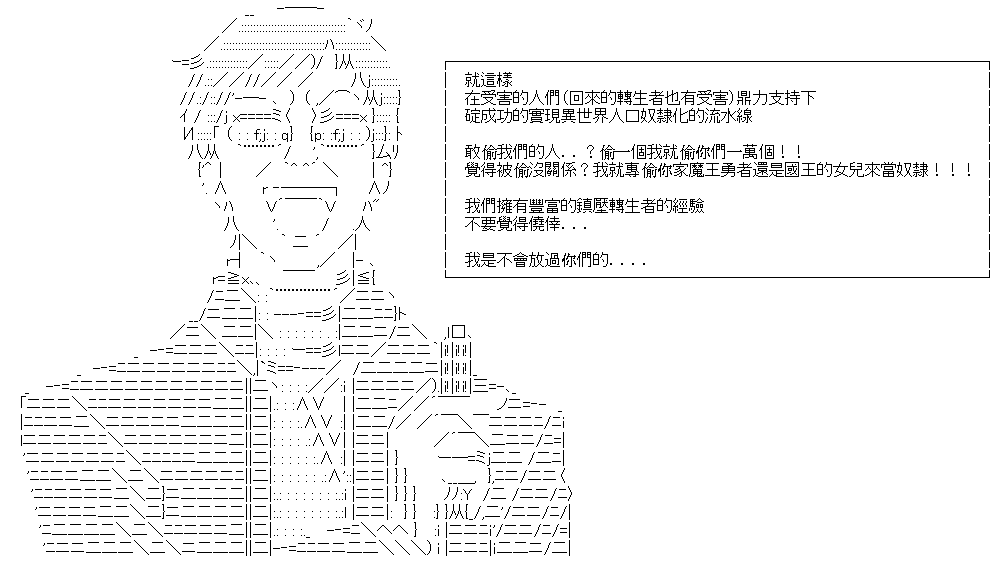 就這樣
在受害的人們(回來的轉生者也有受害)鼎力支持下
碇成功的實現異世界人口奴隸化的流水線
敢偷我們的人..?偷一個我就偷你們一萬個!!
覺得被偷沒關係?我就專偷你家魔王勇者還是國王的女兒來當奴隸!!!
我們擁有豐富的鎮壓轉生者的經驗
不要覺得僥倖...
我是不會放過你們的....